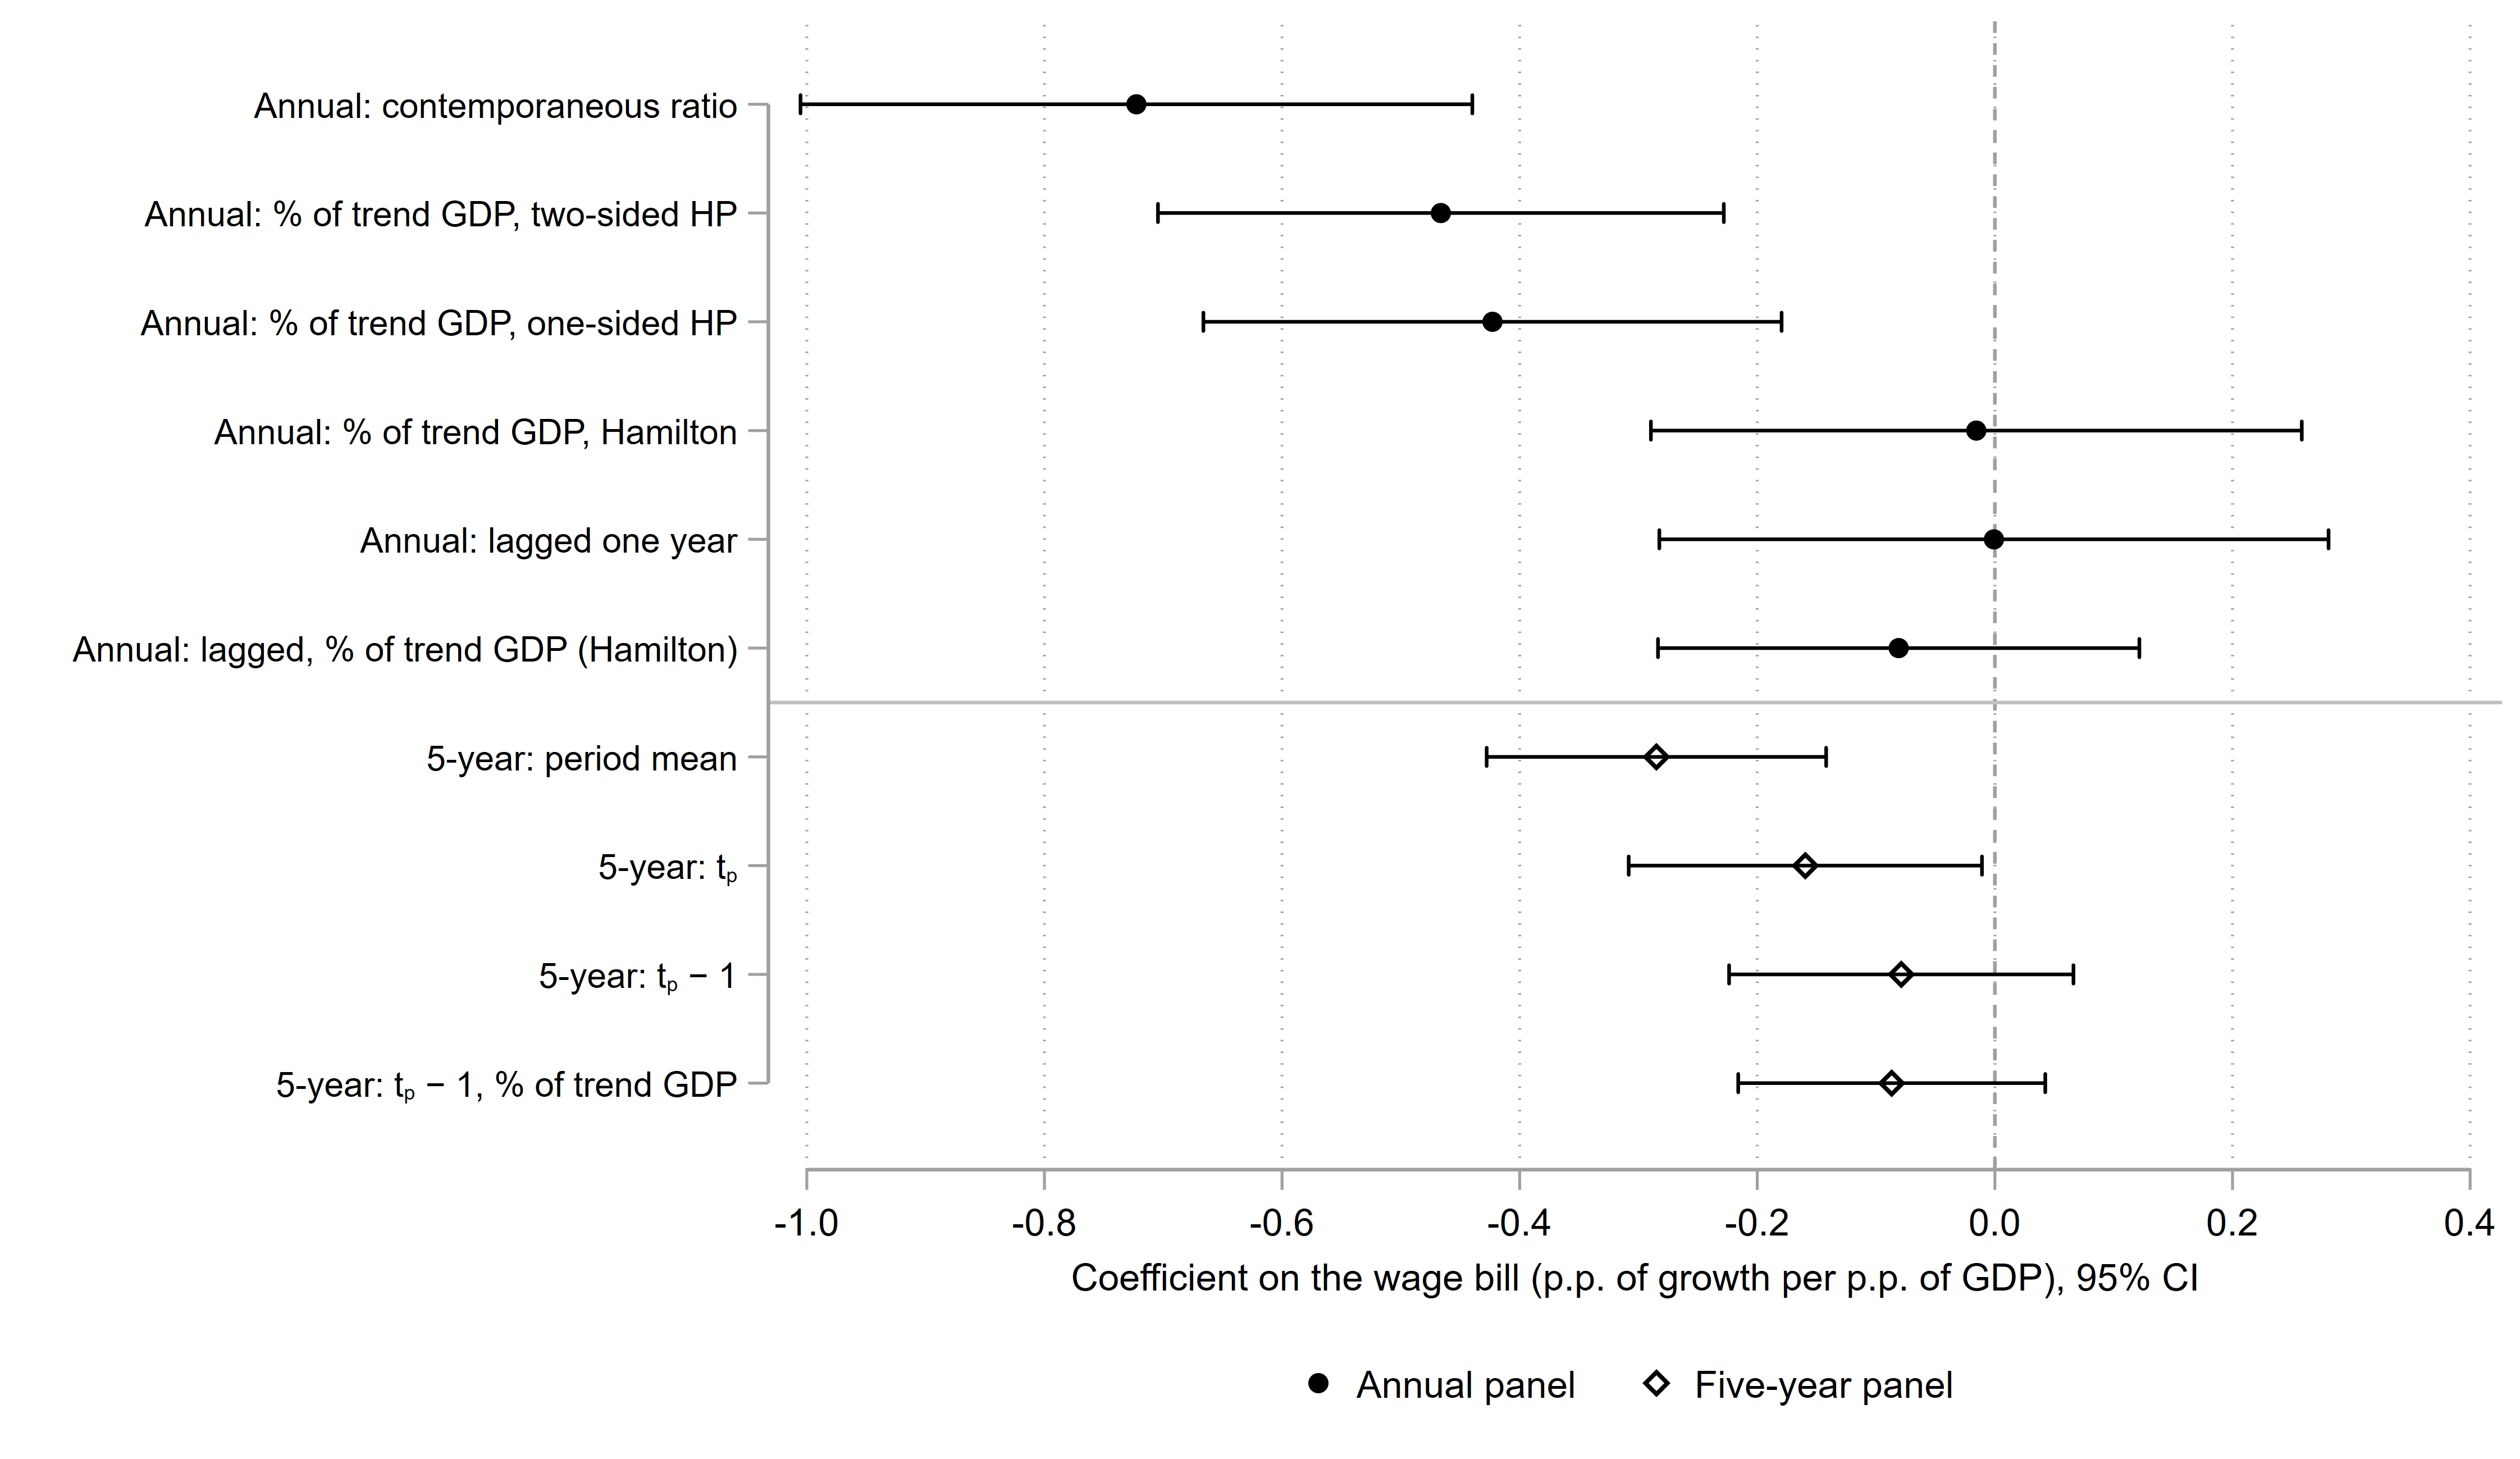 Annual: contemporaneous ratio
Annual: % of trend GDP, two-sided HP
Annual: % of trend GDP, one-sided HP
Annual: % of trend GDP, Hamilton
Annual: lagged one year
Annual: lagged, % of trend GDP (Hamilton)
5-year: period mean
5-year: tₚ
5-year: tₚ − 1
5-year: tₚ − 1, % of trend GDP
-1.0 -0.8 -0.6 -0.4 -0.2 0.0 0.2 0.4
Coefficient on the wage bill (p.p. of growth per p.p. of GDP), 95% CI
Annual panel Five-year panel